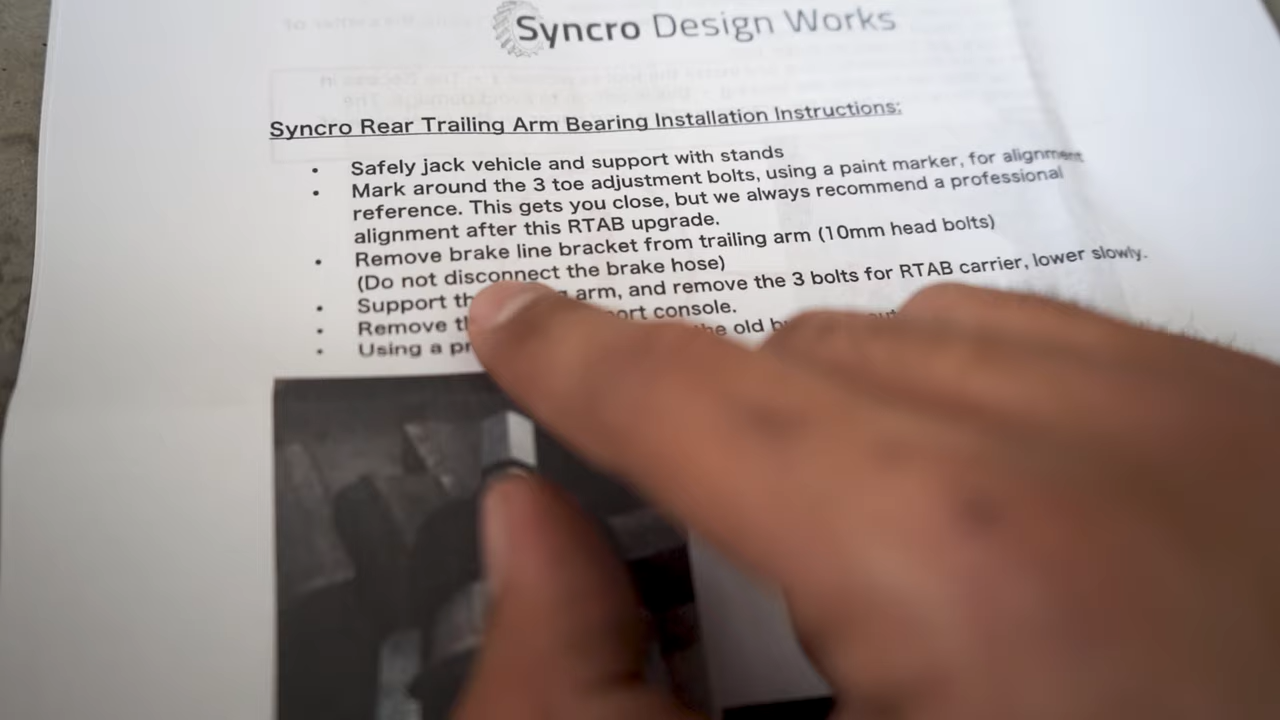 Syncro Design Works
Syncro Rear Trailing Arm Bearing Installation Instructions:
• Safely jack vehicle and support with stands
• Mark around the 3 toe adjustment bolts, using a paint marker, for alignment
reference. This gets you close, but we always recommend a professional
alignment after this RTAB upgrade.
• Remove brake line bracket from trailing arm (10mm head bolts)
(Do not disconnect the brake hose)
• Support arm, and remove the 3 bolts for RTAB carrier, lower slowly.
• Remove console.
• Using a the old